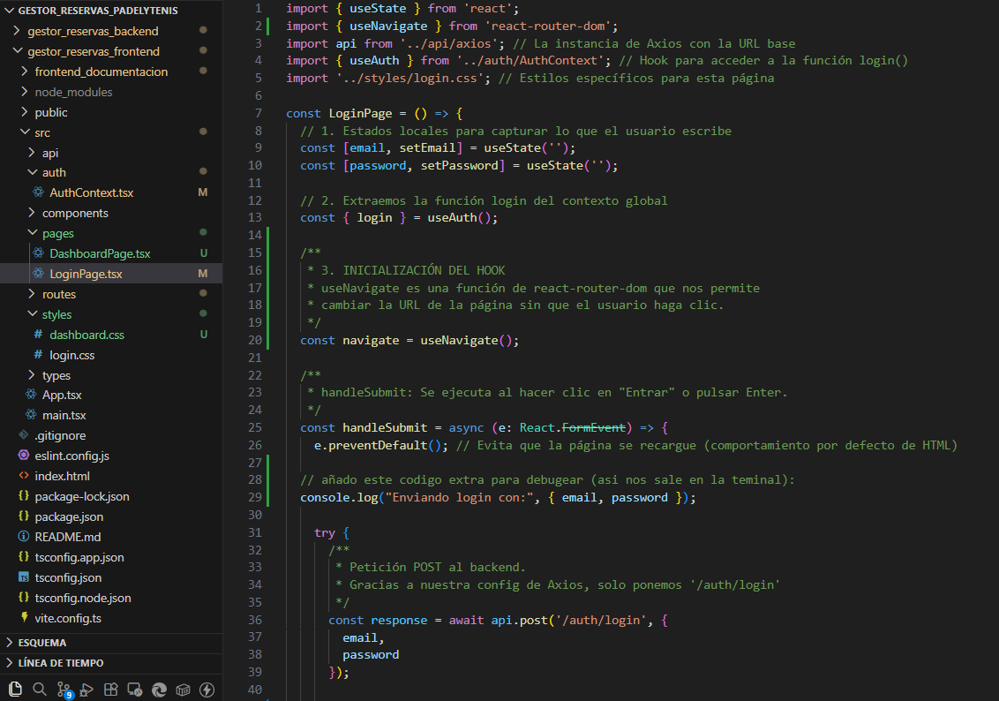 GESTOR_RESERVAS_PADELYTENIS
gestor_reservas_backend
gestor_reservas_frontend
frontend_documentacion
node_modules
public
src
api
auth
AuthContext.tsx M
components
pages
DashboardPage.tsx U
LoginPage.tsx M
routes
styles
# dashboard.css U
# login.css
types
App.tsx
main.tsx
.gitignore
eslint.config.js
<> index.html
{} package-lock.json
{} package.json
README.md
{} tsconfig.app.json
TS tsconfig.json
{} tsconfig.node.json
vite.config.ts
ESQUEMA
LÍNEA DE TIEMPO
9
1 import { useState } from 'react';
2 import { useNavigate } from 'react-router-dom';
3 import api from '../api/axios'; // La instancia de Axios con la URL base
4 import { useAuth } from '../auth/AuthContext'; // Hook para acceder a la función login()
5 import '../styles/login.css'; // Estilos específicos para esta página
6
7 const LoginPage = () => {
8 // 1. Estados locales para capturar lo que el usuario escribe
9 const [email, setEmail] = useState('');
10 const [password, setPassword] = useState('');
11
12 // 2. Extraemos la función login del contexto global
13 const { login } = useAuth();
14
15 /**
16 * 3. INICIALIZACIÓN DEL HOOK
17 * useNavigate es una función de react-router-dom que nos permite
18 * cambiar la URL de la página sin que el usuario haga clic.
19 */
20 const navigate = useNavigate();
21
22 /**
23 * handleSubmit: Se ejecuta al hacer clic en "Entrar" o pulsar Enter.
24 */
25 const handleSubmit = async (e: React.FormEvent) => {
26 e.preventDefault(); // Evita que la página se recargue (comportamiento por defecto de HTML)
27
28 // añado este codigo extra para debugear (asi nos sale en la teminal):
29 console.log("Enviando login con:", { email, password });
30
31 try {
32 /**
33 * Petición POST al backend.
34 * Gracias a nuestra config de Axios, solo ponemos '/auth/login'
35 */
36 const response = await api.post('/auth/login', {
37 email,
38 password
39 });
40